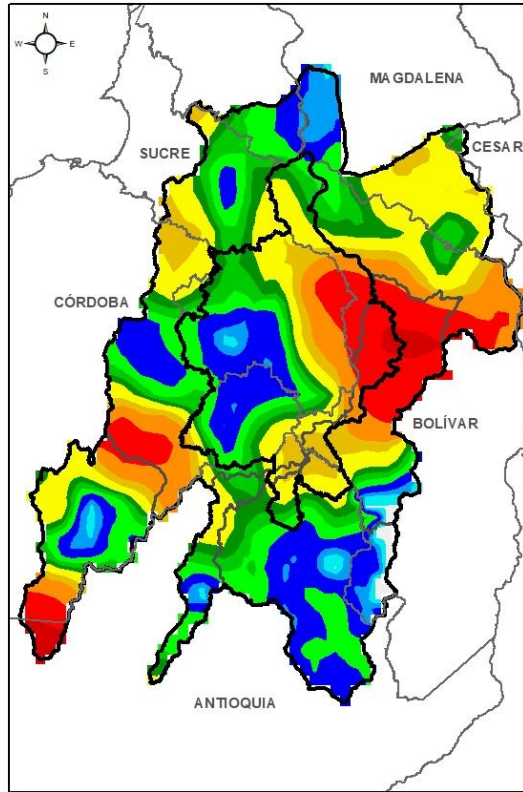 N
W E
S
MAGDALENA
CESAR
SUCRE
CÓRDOBA
BOLÍVAR
ANTIOQUIA